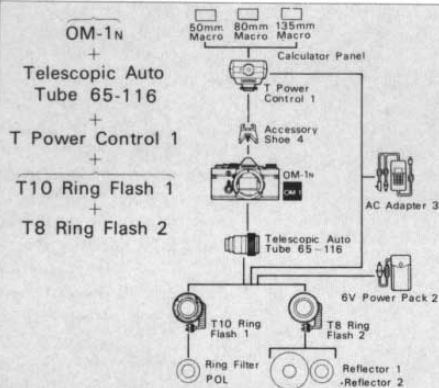 OM-1N
+
Telescopic Auto
Tube 65-116
+
T Power Control 1
+
T10 Ring Flash 1
+
T8 Ring Flash 2
50mm Macro
80mm Macro
135mm Macro
Calculator Panel
T Power
Control 1
Accessory
Shoe 4
OM-1N
OM-1
AC Adapter 3
Telescopic Auto
Tube 65-116
6V Power Pack 2
T10 Ring
Flash 1
T8 Ring
Flash 2
Ring Filter
POL
Reflector 1
·Reflector 2